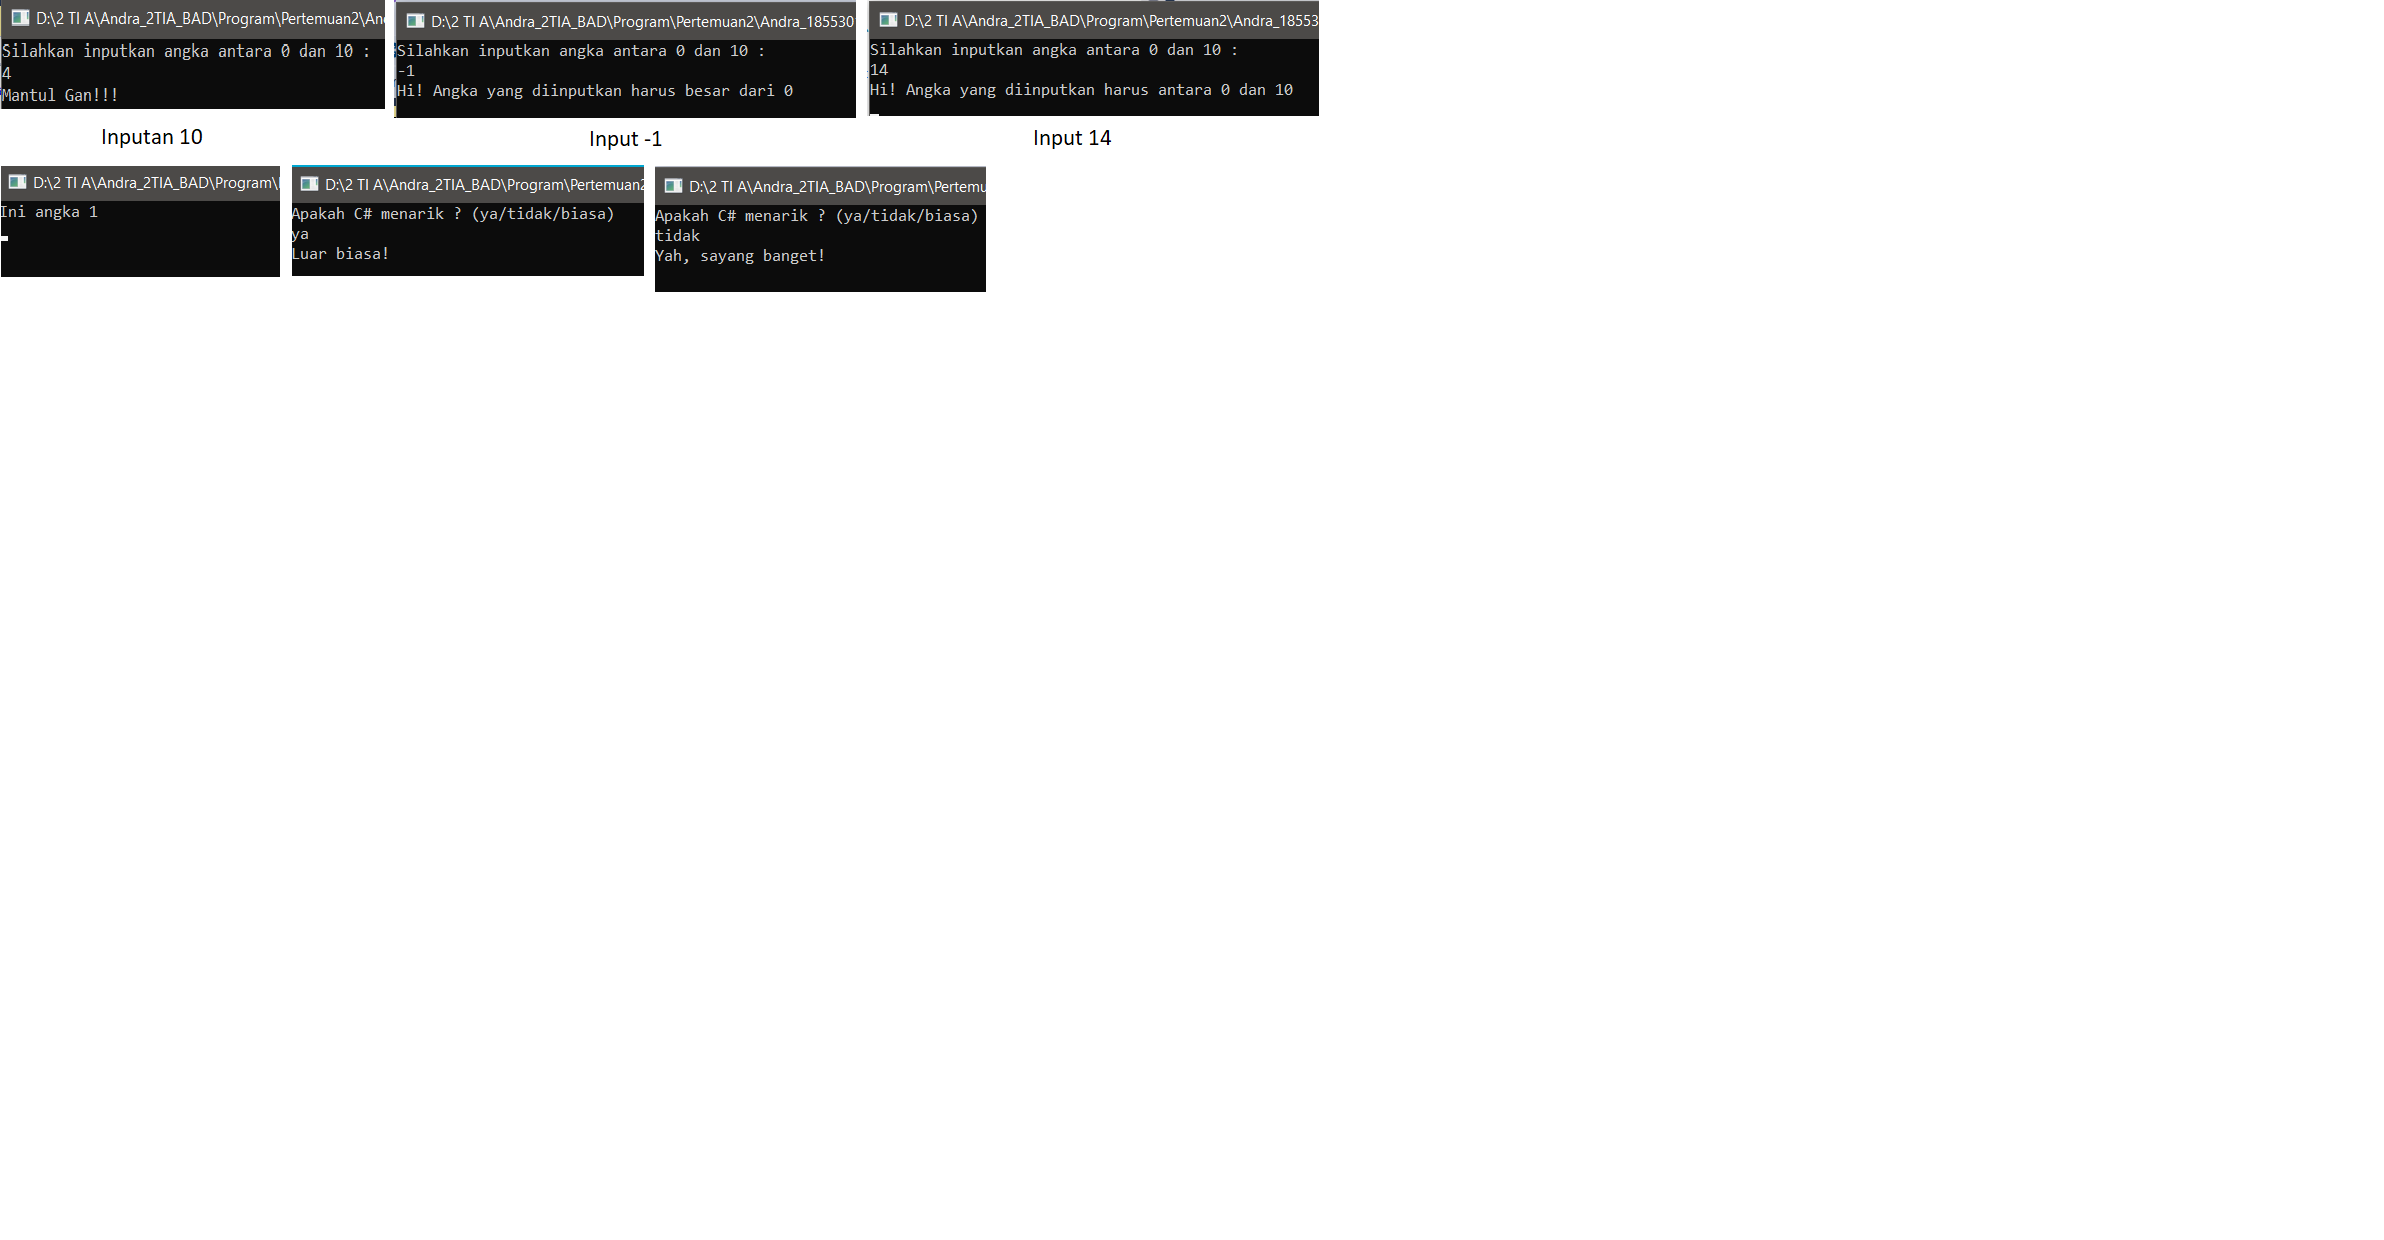 D:\2 TI A\Andra_2TIA_BAD\Program\Pertemuan2\An
Silahkan inputkan angka antara 0 dan 10 :
4
Mantul Gan!!!
Inputan 10
D:\2 TI A\Andra_2TIA_BAD\Program\Pertemuan2\Andra_185530
Silahkan inputkan angka antara 0 dan 10 :
-1
Hi! Angka yang diinputkan harus besar dari 0
Input -1
D:\2 TI A\Andra_2TIA_BAD\Program\Pertemuan2\Andra_18553
Silahkan inputkan angka antara 0 dan 10 :
14
Hi! Angka yang diinputkan harus antara 0 dan 10
Input 14
D:\2 TI A\Andra_2TIA_BAD\Program\
Ini angka 1
D:\2 TI A\Andra_2TIA_BAD\Program\Pertemuan2
Apakah C# menarik ? (ya/tidak/biasa)
ya
Luar biasa!
D:\2 TI A\Andra_2TIA_BAD\Program\Pertemu
Apakah C# menarik ? (ya/tidak/biasa)
tidak
Yah, sayang banget!